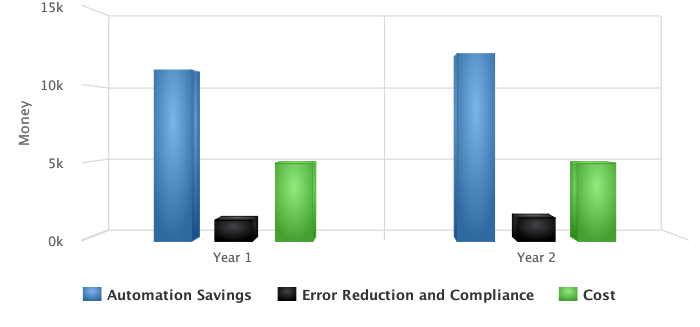 15k
10k
5k
0k
Money
Year 1
Year 2
Automation Savings
Error Reduction and Compliance
Cost